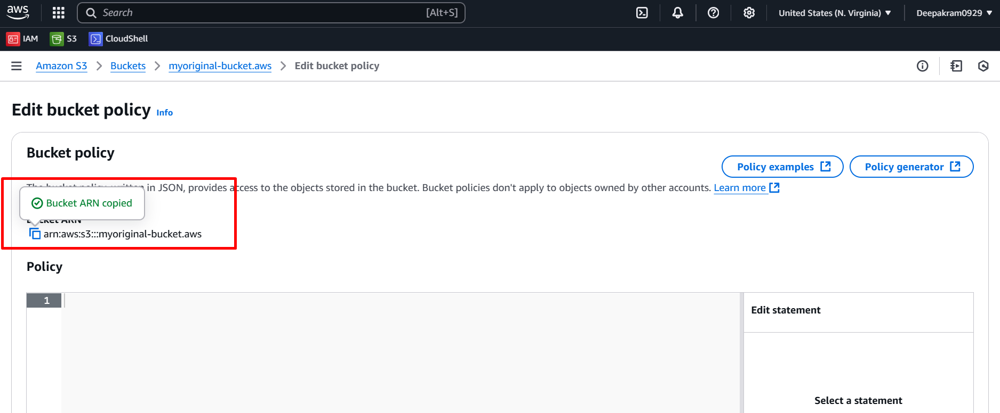 aws
Search [Alt+S] United States (N. Virginia) Deepakram0929
IAM S3 CloudShell
Amazon S3 Buckets myoriginal-bucket.aws Edit bucket policy
Edit bucket policy Info
Bucket policy
Policy examples Policy generator
The bucket policy, written in JSON, provides access to the objects stored in the bucket. Bucket policies don't apply to objects owned by other accounts. Learn more
Bucket ARN copied
Bucket ARN
arn:aws:s3:::myoriginal-bucket.aws
Policy
1
Edit statement
Select a statement